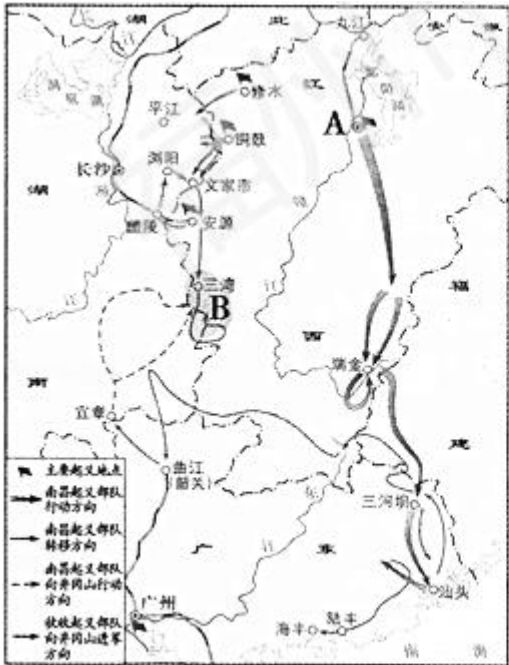 湖
北
九江
安
江
修水
平江
铜鼓
A
长沙
浏阳
文家市
湖
醴陵
安源
三湾
B
福
西
瑞金
南
宜章
建
曲江
(韶关)
三河坝
广
东
汕头
广州
海丰
陆丰
主要起义地点
南昌起义部队
行动方向
南昌起义部队
转移方向
南昌起义部队
向井冈山行动
方向
秋收起义部队
向井冈山进军
方向